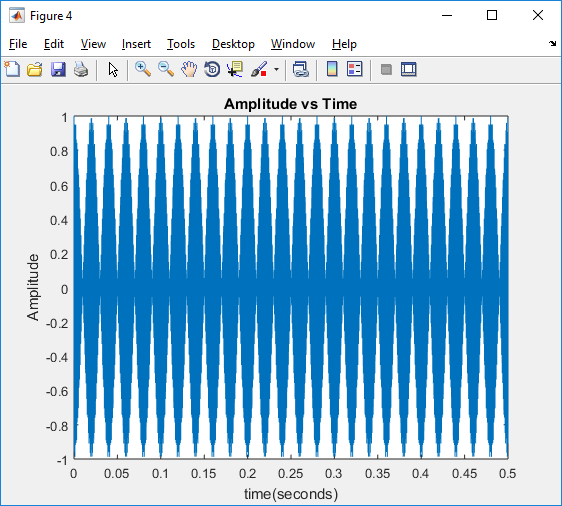 Figure 4
File Edit View Insert Tools Desktop Window Help
Amplitude vs Time
1
0.8
0.6
0.4
0.2
0
-0.2
-0.4
-0.6
-0.8
-1
Amplitude
0 0.05 0.1 0.15 0.2 0.25 0.3 0.35 0.4 0.45 0.5
time(seconds)